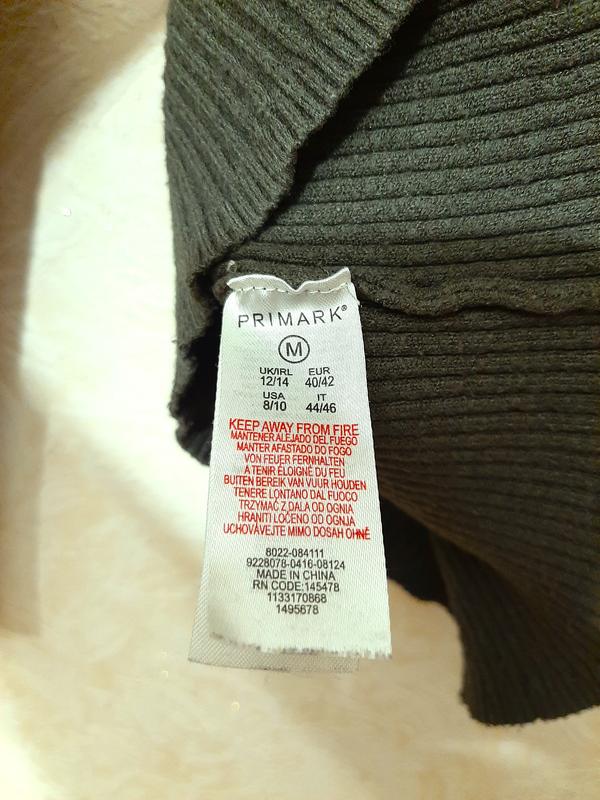 PRIMARK®
M
UK/IRL EUR
12/14 40/42
USA IT
8/10 44/46
KEEP AWAY FROM FIRE
MANTENER ALEJADO DEL FUEGO
MANTER AFASTADO DO FOGO
VON FEUER FERNHALTEN
A TENIR ÉLOIGNÉ DU FEU
BUITEN BEREIK VAN VUUR HOUDEN
TENERE LONTANO DAL FUOCO
TRZYMAĆ Z DALA OD OGNIA
HRANITI LOČENO OD OGNJA
UCHOVÁVEJTE MIMO DOSAH OHNĚ
8022-084111
9228078-0416-08124
MADE IN CHINA
RN CODE:145478
1133170868
1495678